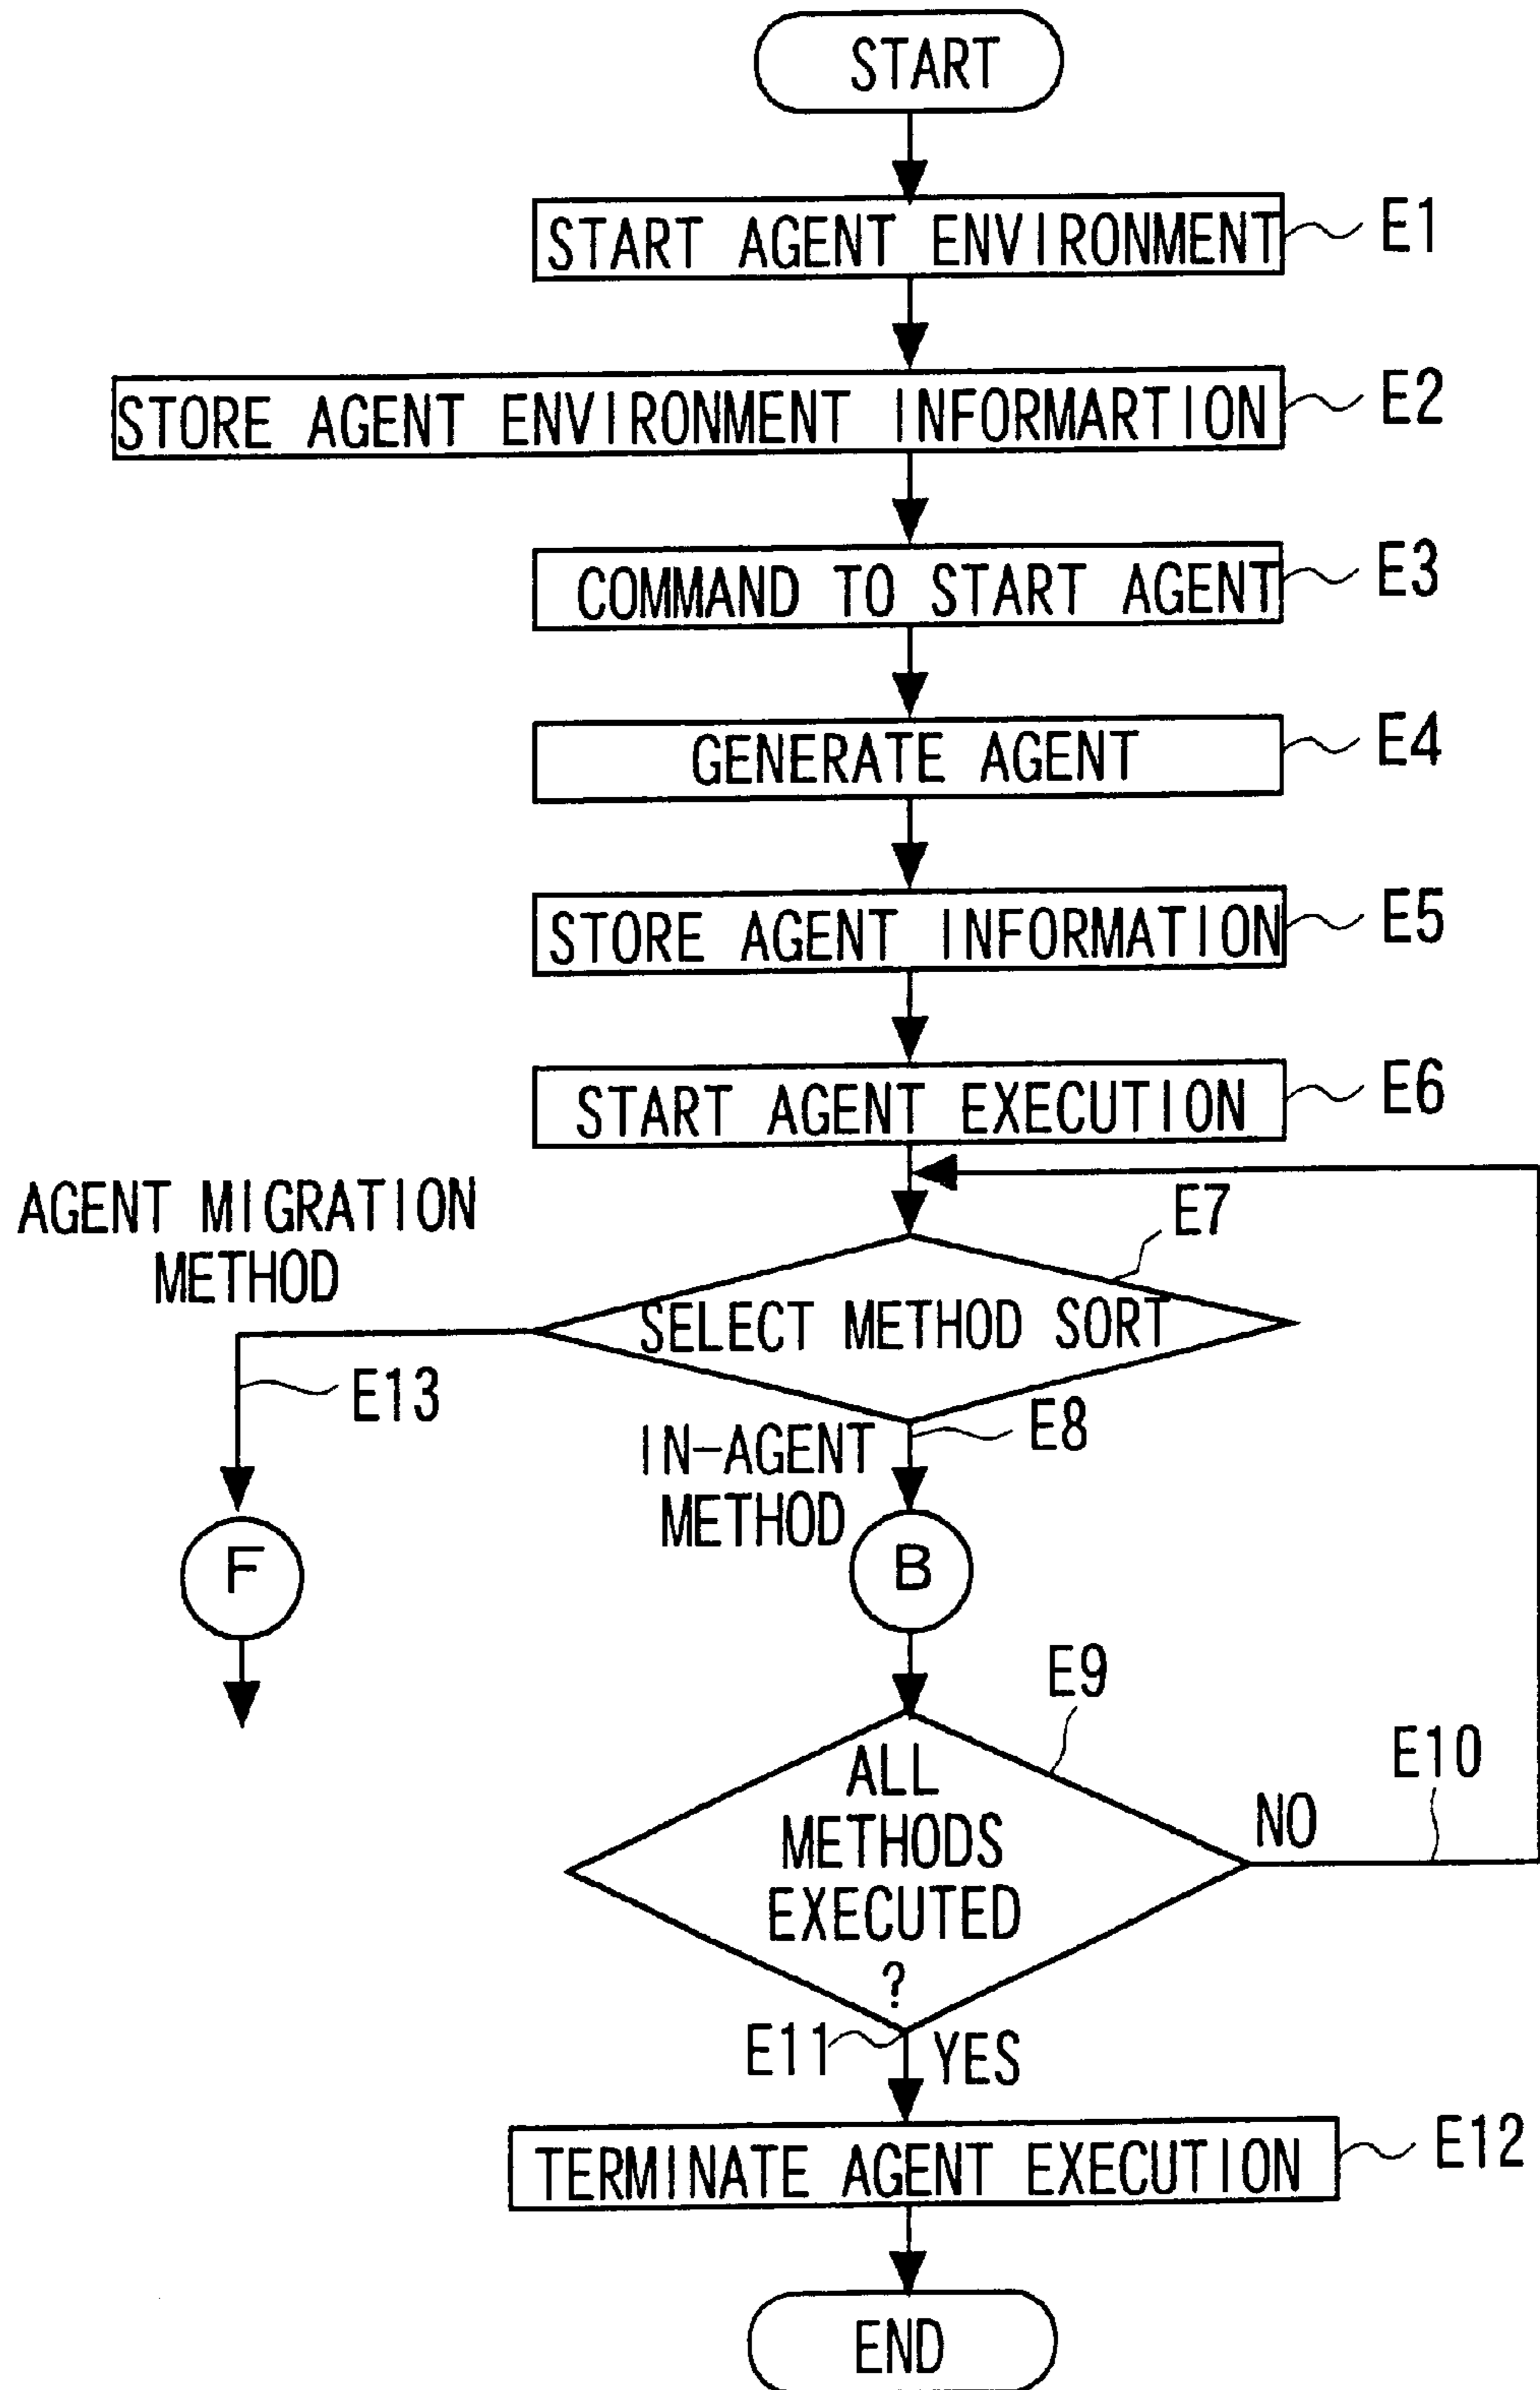 START
START AGENT ENVIRONMENT
E1
STORE AGENT ENVIRONMENT INFORMARTION
E2
COMMAND TO START AGENT
E3
GENERATE AGENT
E4
STORE AGENT INFORMATION
E5
START AGENT EXECUTION
E6
AGENT MIGRATION
METHOD
E7
SELECT METHOD SORT
E13
E8
IN-AGENT
METHOD
F
B
E9
ALL
METHODS
EXECUTED
?
NO
E10
E11
YES
TERMINATE AGENT EXECUTION
E12
END